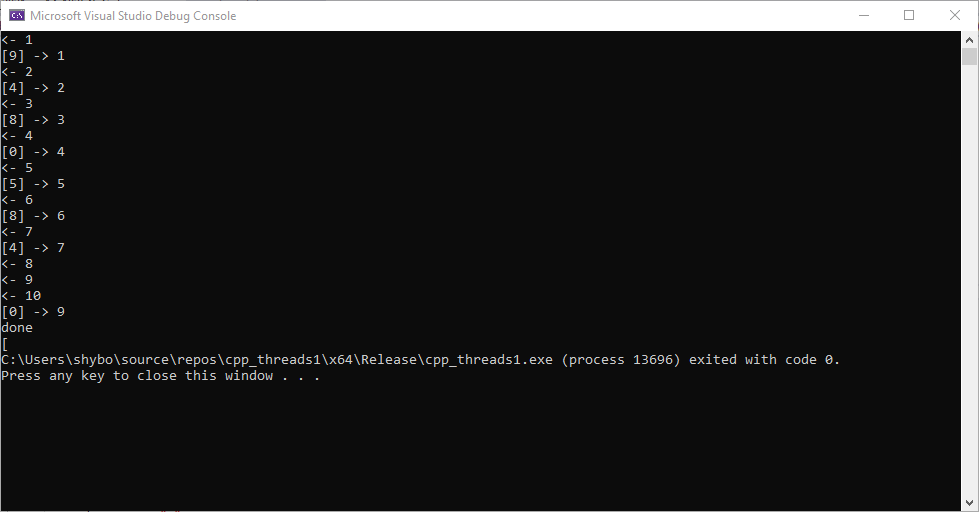 Microsoft Visual Studio Debug Console
<- 1
[9] -> 1
<- 2
[4] -> 2
<- 3
[8] -> 3
<- 4
[0] -> 4
<- 5
[5] -> 5
<- 6
[8] -> 6
<- 7
[4] -> 7
<- 8
<- 9
<- 10
[0] -> 9
done
[
C:\Users\shybo\source\repos\cpp_threads1\x64\Release\cpp_threads1.exe (process 13696) exited with code 0.
Press any key to close this window . . .